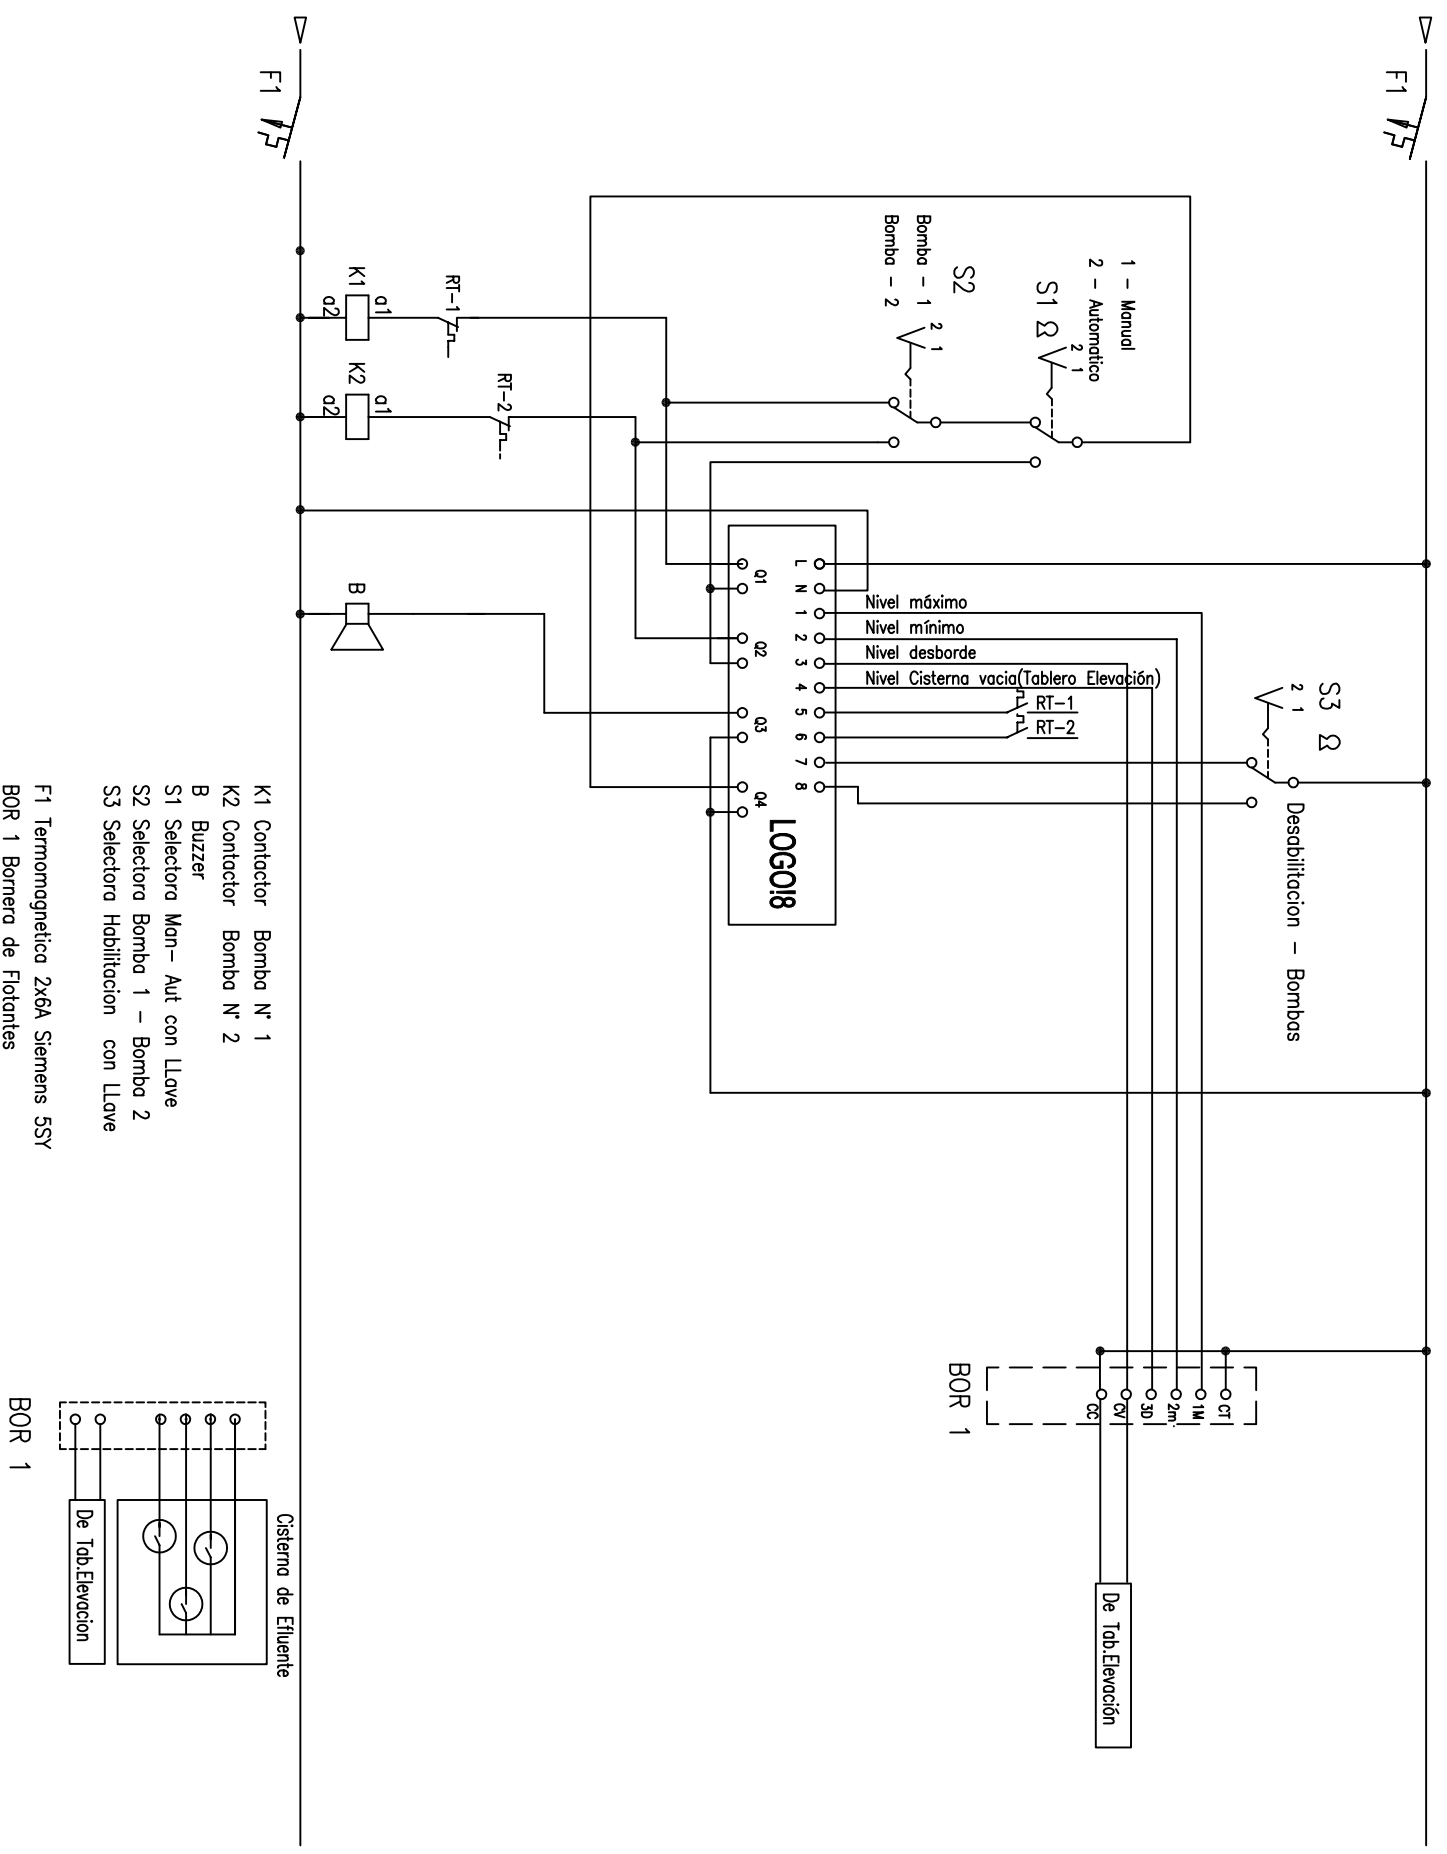 F1
F1
1 - Manual
2 - Automatico
S1
2 1
S2
Bomba - 1
Bomba - 2
2 1
S3
2 1
Desabilitacion - Bombas
RT-1
RT-2
K1
a1
a2
K2
a1
a2
B
L N 1 2 3 4 5 6 7 8
Q1 Q2 Q3 Q4
LOGO!8
Nivel máximo
Nivel mínimo
Nivel desborde
Nivel Cisterna vacia(Tablero Elevación)
RT-1
RT-2
CT
1M
2m.
3D
CV
CC
BOR 1
De Tab.Elevación
K1 Contactor Bomba N° 1
K2 Contactor Bomba N° 2
B Buzzer
S1 Selectora Man- Aut con LLave
S2 Selectora Bomba 1 - Bomba 2
S3 Selectora Habilitacion con LLave
F1 Termomagnetica 2x6A Siemens 5SY
BOR 1 Bornera de Flotantes
Cisterna de Efluente
De Tab.Elevacion
BOR 1